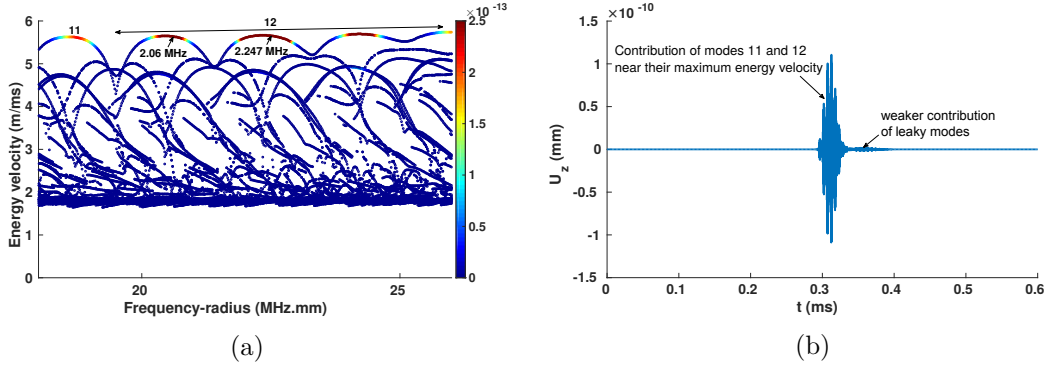 11
12
×10⁻¹³
2.06 MHz
2.247 MHz
6
5
4
3
2
1
0
Energy velocity (m/ms)
20
25
Frequency-radius (MHz.mm)
2.5
2
1.5
1
0.5
0
(a)
×10⁻¹⁰
1.5
1
0.5
0
-0.5
-1
-1.5
U_z (mm)
Contribution of modes 11 and 12
near their maximum energy velocity
weaker contribution
of leaky modes
0
0.1
0.2
0.3
0.4
0.5
0.6
t (ms)
(b)